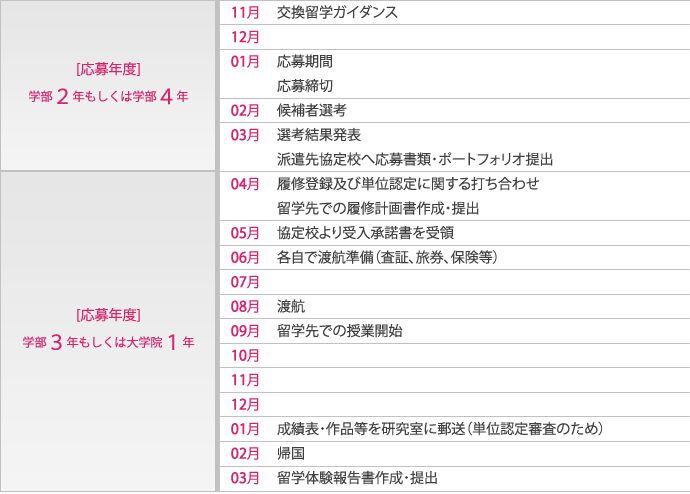 [応募年度]
学部 2 年もしくは学部 4 年
11月 交換留学ガイダンス
12月
01月 応募期間
応募締切
02月 候補者選考
03月 選考結果発表
派遣先協定校へ応募書類・ポートフォリオ提出
[応募年度]
学部 3 年もしくは大学院 1 年
04月 履修登録及び単位認定に関する打ち合わせ
留学先での履修計画書作成・提出
05月 協定校より受入承諾書を受領
06月 各自で渡航準備（査証、旅券、保険等）
07月
08月 渡航
09月 留学先での授業開始
10月
11月
12月
01月 成績表・作品等を研究室に郵送（単位認定審査のため）
02月 帰国
03月 留学体験報告書作成・提出